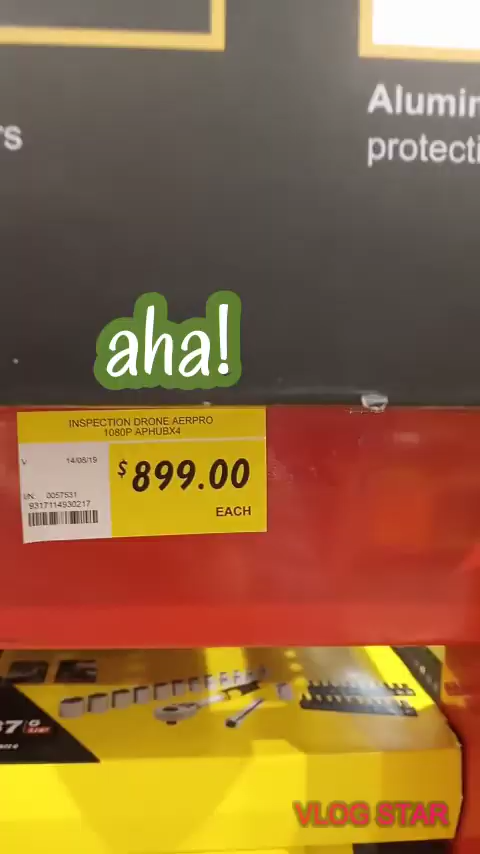 Alumin
rs
protecti
aha!
INSPECTION DRONE AERPRO
1080P APHUBX4
V 14/08/19
$899.00
I/N: 0057531
9317114930217
EACH
VLOG STAR